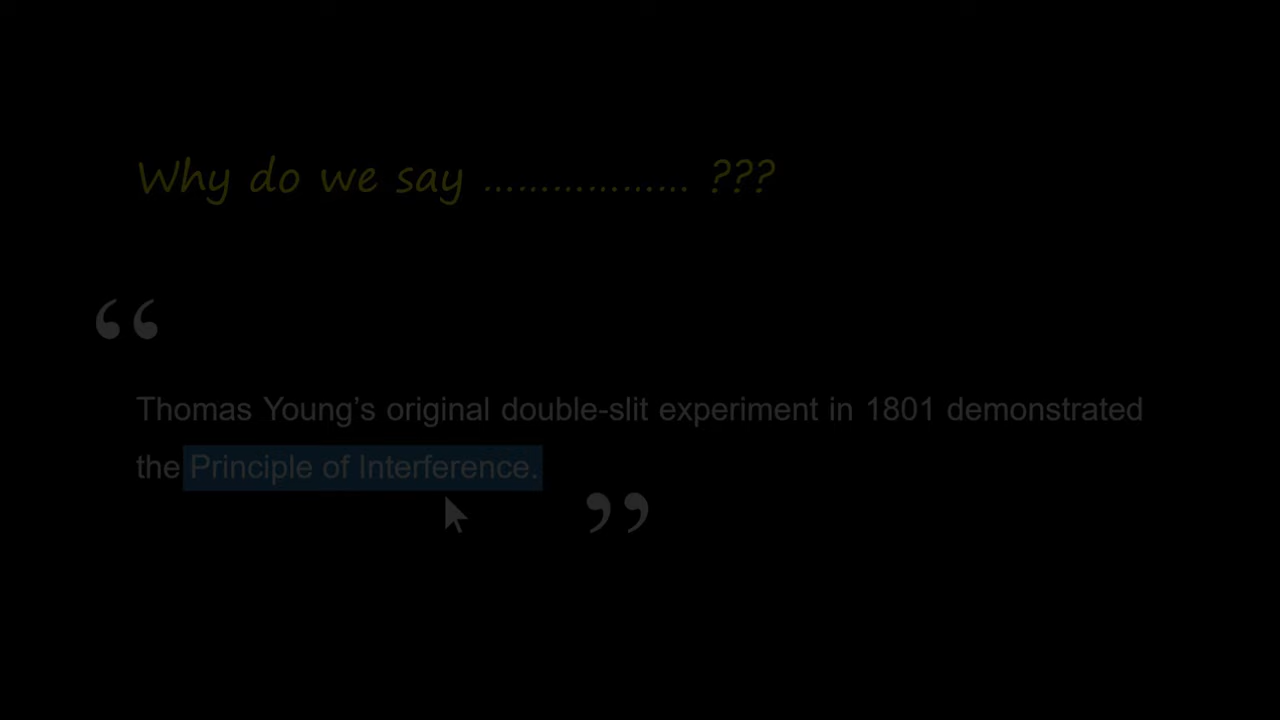 Why do we say .................. ???
“
Thomas Young’s original double-slit experiment in 1801 demonstrated
the Principle of Interference.
”